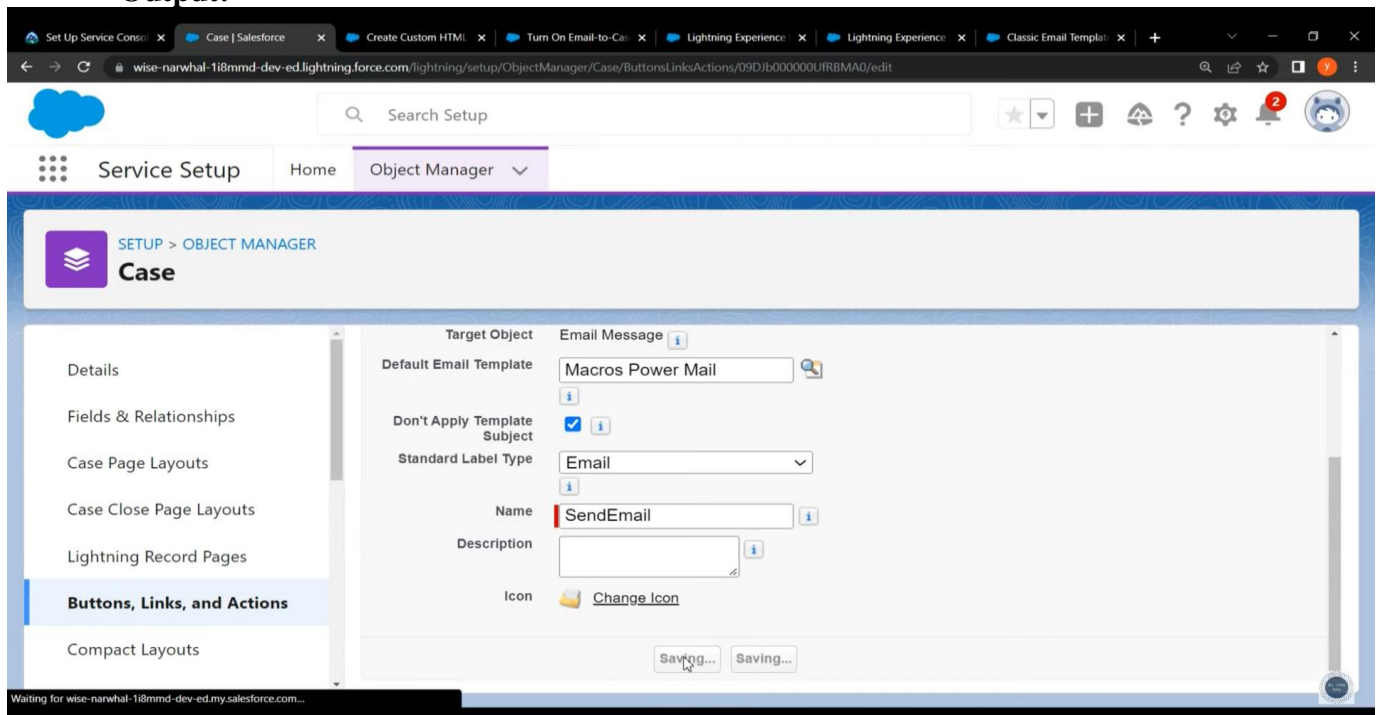 Output:
Set Up Service Consol
Case | Salesforce
Create Custom HTML
Turn On Email-to-Cas
Lightning Experience
Lightning Experience
Classic Email Templat
wise-narwhal-1i8mmd-dev-ed.lightning.force.com/lightning/setup/ObjectManager/Case/ButtonsLinksActions/09DJb000000UfRBMA0/edit
y
Search Setup
2
Service Setup
Home
Object Manager
SETUP > OBJECT MANAGER
Case
Details
Fields & Relationships
Case Page Layouts
Case Close Page Layouts
Lightning Record Pages
Buttons, Links, and Actions
Compact Layouts
Target Object Email Message
Default Email Template Macros Power Mail
Don't Apply Template
Subject
Standard Label Type Email
Name SendEmail
Description
Icon Change Icon
Saving... Saving...
Waiting for wise-narwhal-1i8mmd-dev-ed.my.salesforce.com...